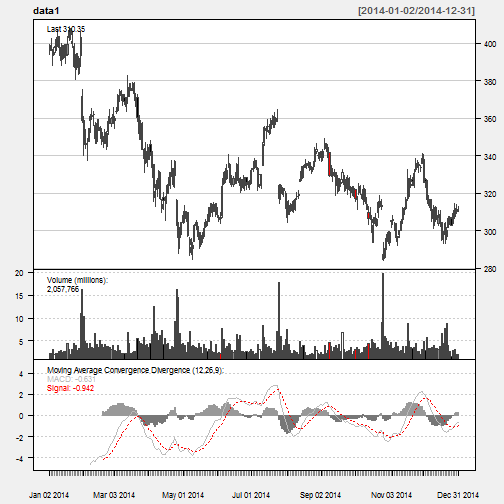 data1
[2014-01-02/2014-12-31]
Last 310.35
400
380
360
340
320
300
280
Volume (millions):
2,057,766
20
15
10
5
Moving Average Convergence Divergence (12,26,9):
MACD: -0.631
Signal: -0.942
4
2
0
-2
-4
Jan 02 2014 Mar 03 2014 May 01 2014 Jul 01 2014 Sep 02 2014 Nov 03 2014 Dec 31 2014